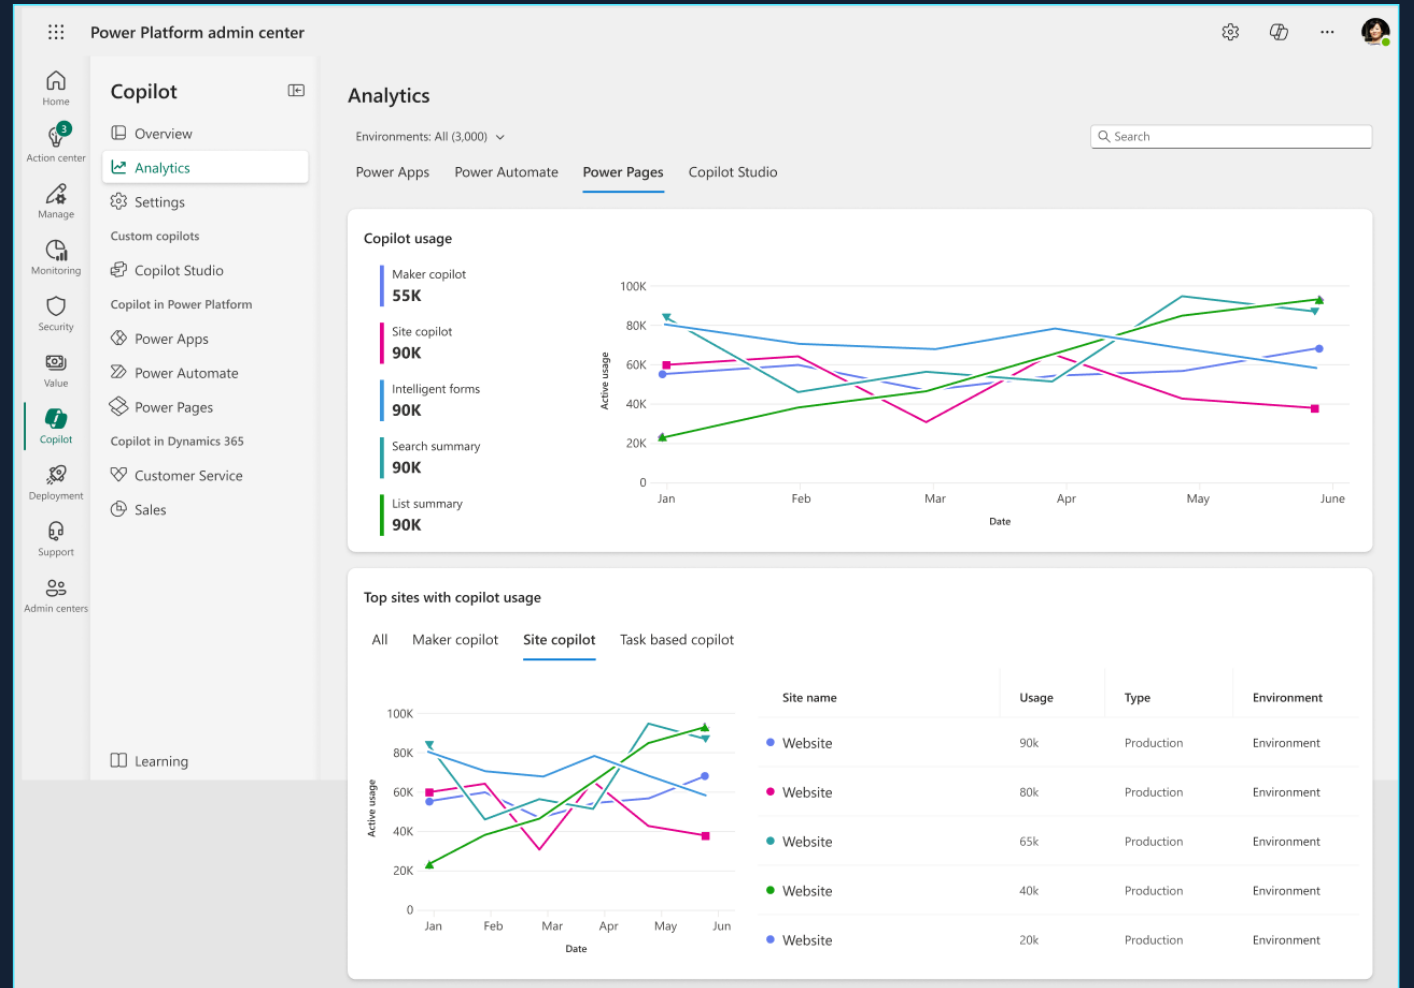 Power Platform admin center
Home
3
Action center
Manage
Monitoring
Security
Value
Copilot
Deployment
Support
Admin centers
Copilot
Overview
Analytics
Settings
Custom copilots
Copilot Studio
Copilot in Power Platform
Power Apps
Power Automate
Power Pages
Copilot in Dynamics 365
Customer Service
Sales
Learning
Analytics
Environments: All (3,000)
Search
Power Apps Power Automate Power Pages Copilot Studio
Copilot usage
Maker copilot
55K
Site copilot
90K
Intelligent forms
90K
Search summary
90K
List summary
90K
Active usage
100K
80K
60K
40K
20K
0
Jan Feb Mar Apr May June
Date
Top sites with copilot usage
All Maker copilot Site copilot Task based copilot
Active usage
100K
80K
60K
40K
20K
0
Jan Feb Mar Apr May Jun
Date
Site name Usage Type Environment
Website 90k Production Environment
Website 80k Production Environment
Website 65k Production Environment
Website 40k Production Environment
Website 20k Production Environment